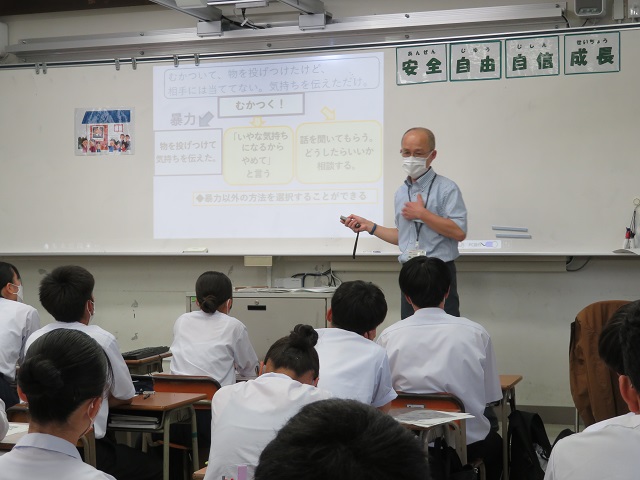 むかついて、物を投げつけたけど、
相手には当ててない。気持ちを伝えただけ。
むかつく！
暴力
物を投げつけて
気持ちを伝えた。
「いやな気持ち
になるから
やめて」
と言う
話を聞いてもらう。
どうしたらいいか
相談する。
◆暴力以外の方法を選択することができる
あんぜん
安全
じゆう
自由
じしん
自信
せいちょう
成長